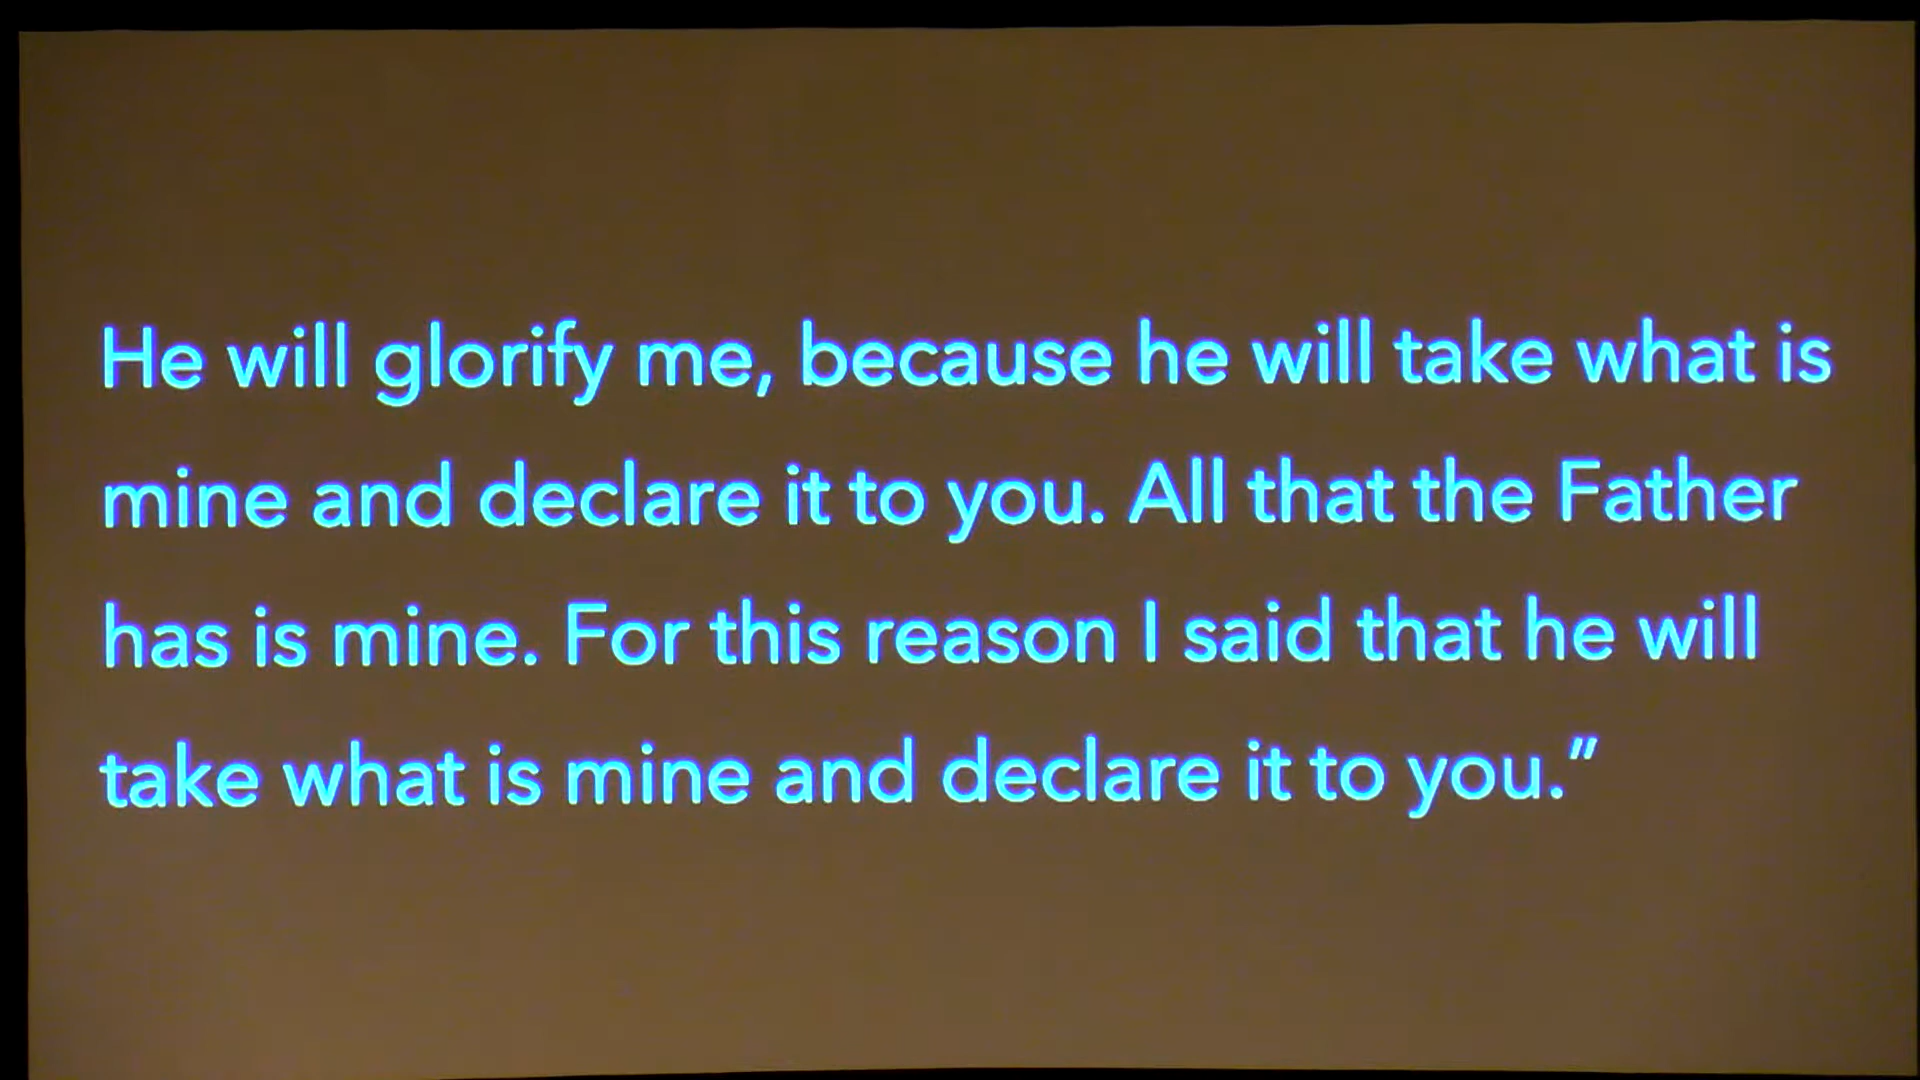 He will glorify me, because he will take what is
mine and declare it to you. All that the Father
has is mine. For this reason I said that he will
take what is mine and declare it to you.”